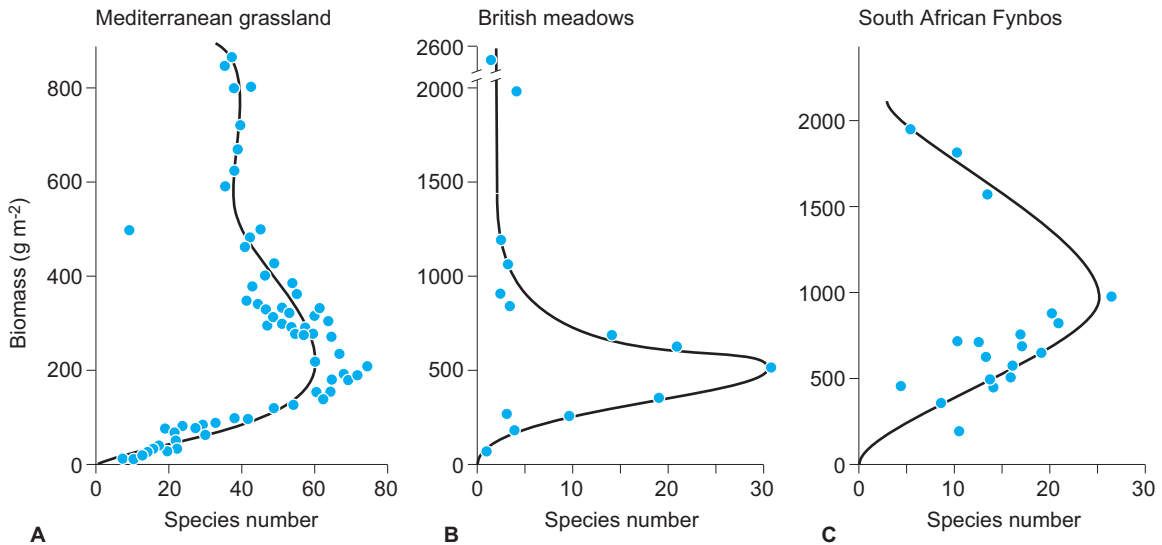 Mediterranean grassland
British meadows
South African Fynbos
Biomass (g m-2)
800
600
400
200
0
0 20 40 60 80
Species number
A
2600
2000
1500
1000
500
0
0 10 20 30
Species number
B
2000
1500
1000
500
0
0 10 20 30
Species number
C